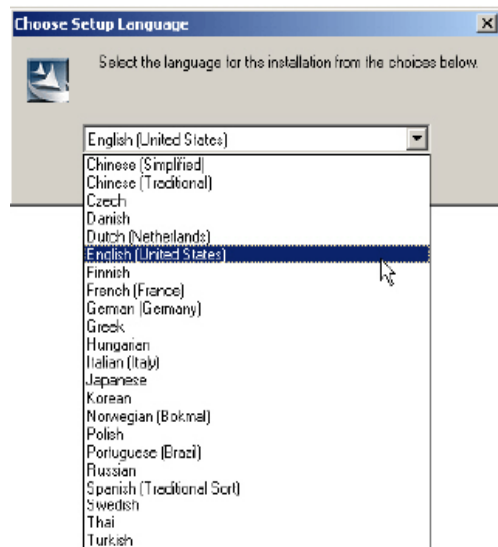 Choose Setup Language
Select the language for the installation from the choices below.
English (United States)
Chinese (Simplified)
Chinese (Traditional)
Czech
Danish
Dutch (Netherlands)
English (United States)
Finnish
French (France)
German (Germany)
Greek
Hungarian
Italian (Italy)
Japanese
Korean
Norwegian (Bokmal)
Polish
Portuguese (Brazil)
Russian
Spanish (Traditional Sort)
Swedish
Thai
Turkish